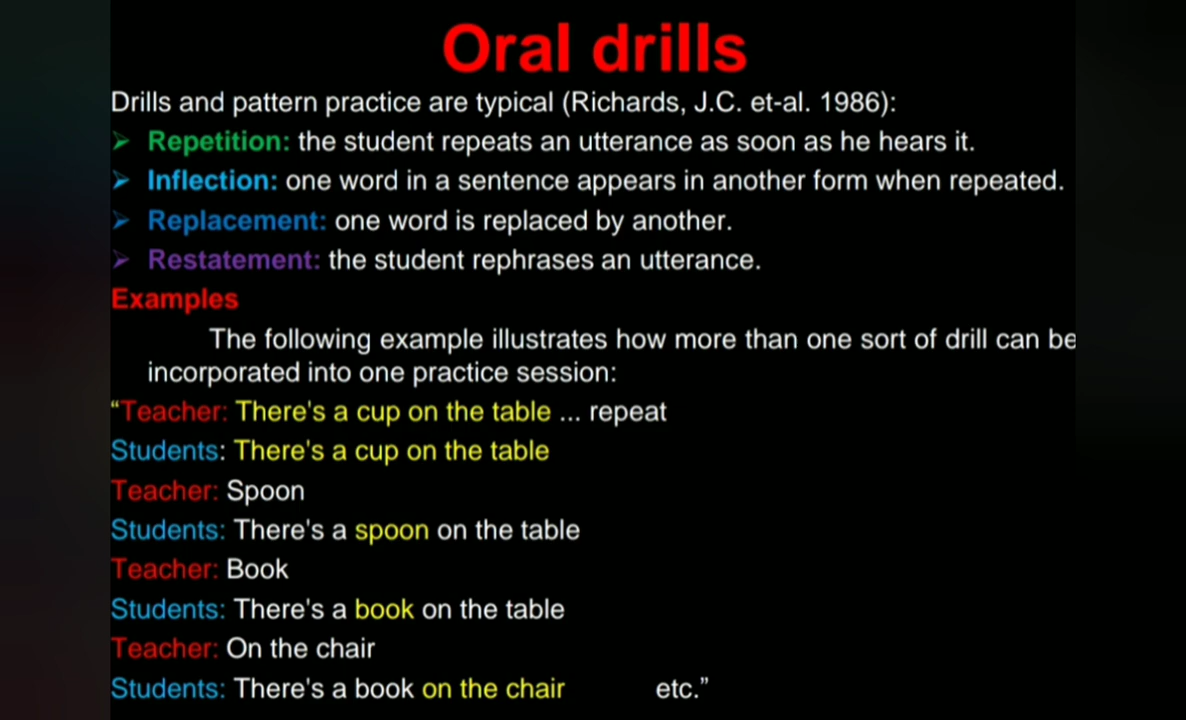 Oral drills
Drills and pattern practice are typical (Richards, J.C. et-al. 1986):
➢ Repetition: the student repeats an utterance as soon as he hears it.
➢ Inflection: one word in a sentence appears in another form when repeated.
➢ Replacement: one word is replaced by another.
➢ Restatement: the student rephrases an utterance.
Examples
The following example illustrates how more than one sort of drill can be
incorporated into one practice session:
“Teacher: There's a cup on the table ... repeat
Students: There's a cup on the table
Teacher: Spoon
Students: There's a spoon on the table
Teacher: Book
Students: There's a book on the table
Teacher: On the chair
Students: There's a book on the chair etc.”